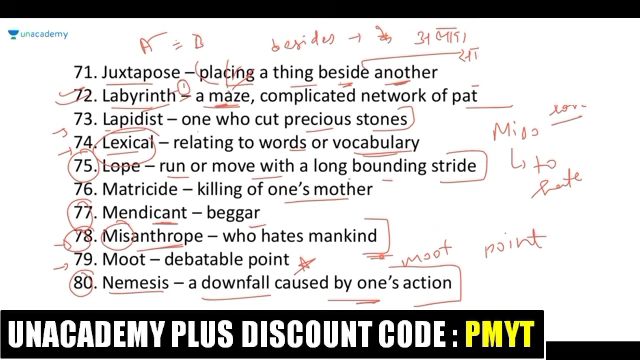 unacademy
A = B
besides → के अलावा
71. Juxtapose – placing a thing beside another
72. Labyrinth – a maze, complicated network of pat
73. Lapidist – one who cut precious stones
74. Lexical – relating to words or vocabulary
75. Lope – run or move with a long bounding stride
76. Matricide – killing of one's mother
77. Mendicant – beggar
78. Misanthrope – who hates mankind
79. Moot – debatable point
80. Nemesis – a downfall caused by one's action
Miso
↳ to
hate
moot point
UNACADEMY PLUS DISCOUNT CODE : PMYT